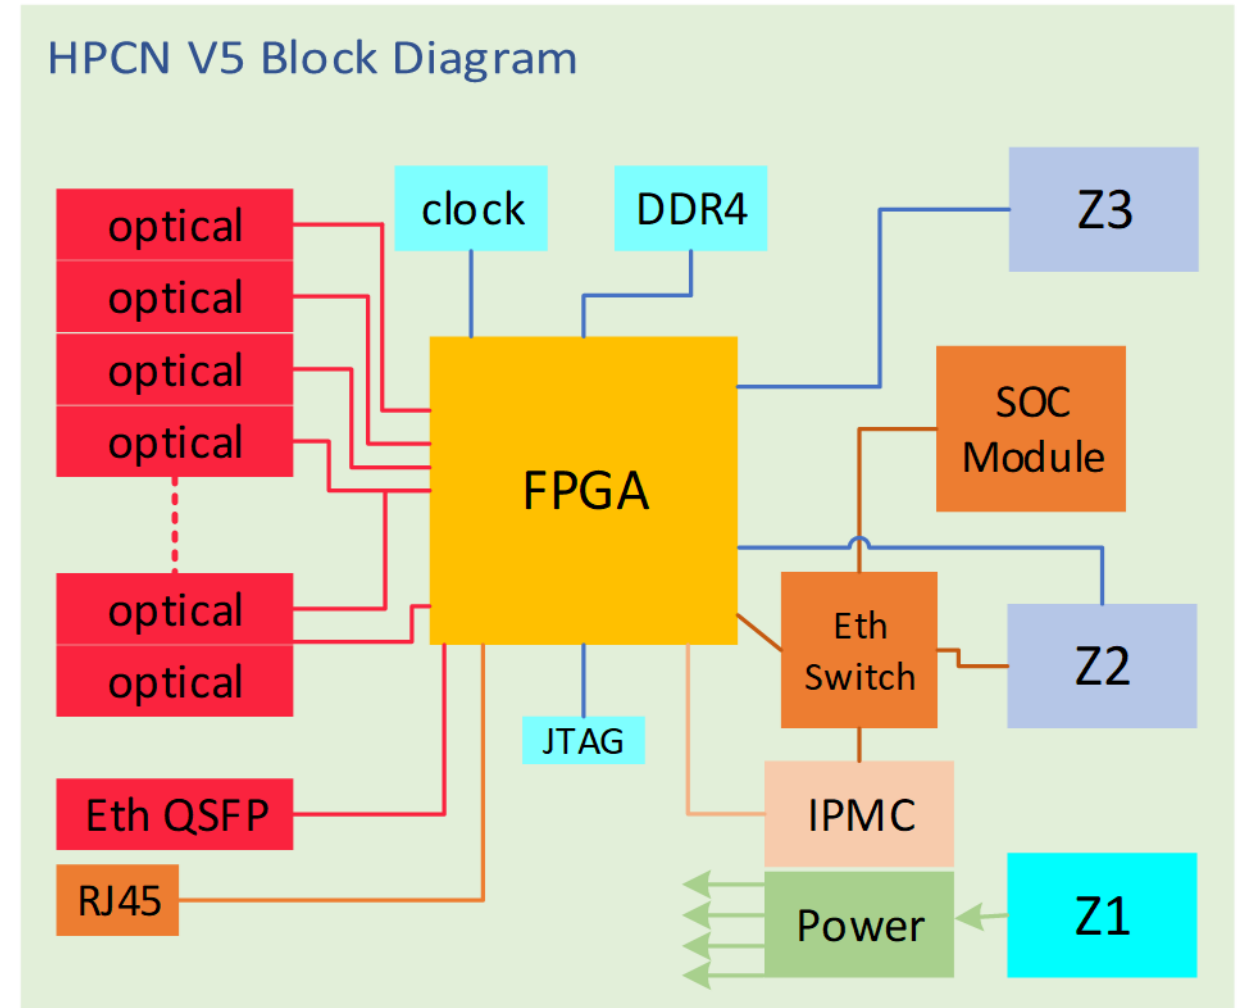 HPCN V5 Block Diagram
optical
optical
optical
optical
optical
optical
Eth QSFP
RJ45
clock
DDR4
FPGA
JTAG
Z3
SOC
Module
Eth
Switch
Z2
IPMC
Power
Z1